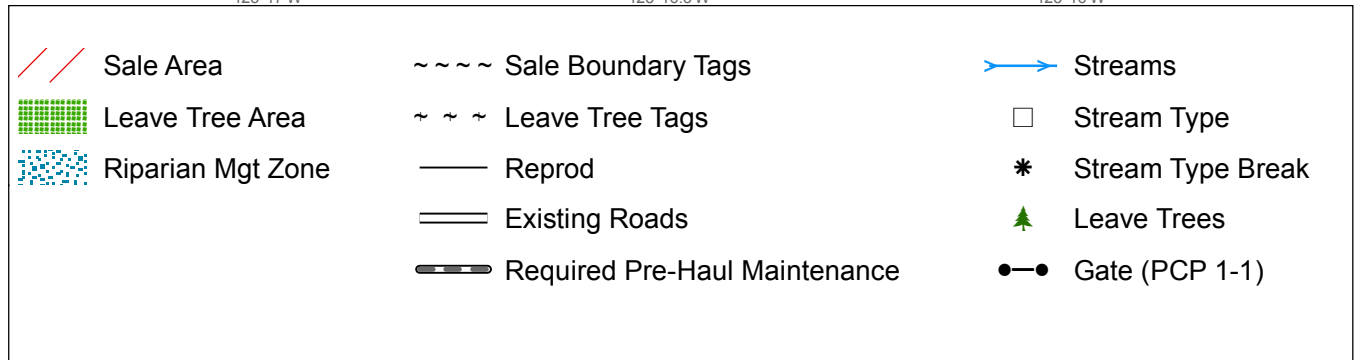 Sale Area
Leave Tree Area
Riparian Mgt Zone
Sale Boundary Tags
Leave Tree Tags
Reprod
Existing Roads
Required Pre-Haul Maintenance
Streams
Stream Type
Stream Type Break
Leave Trees
Gate (PCP 1-1)